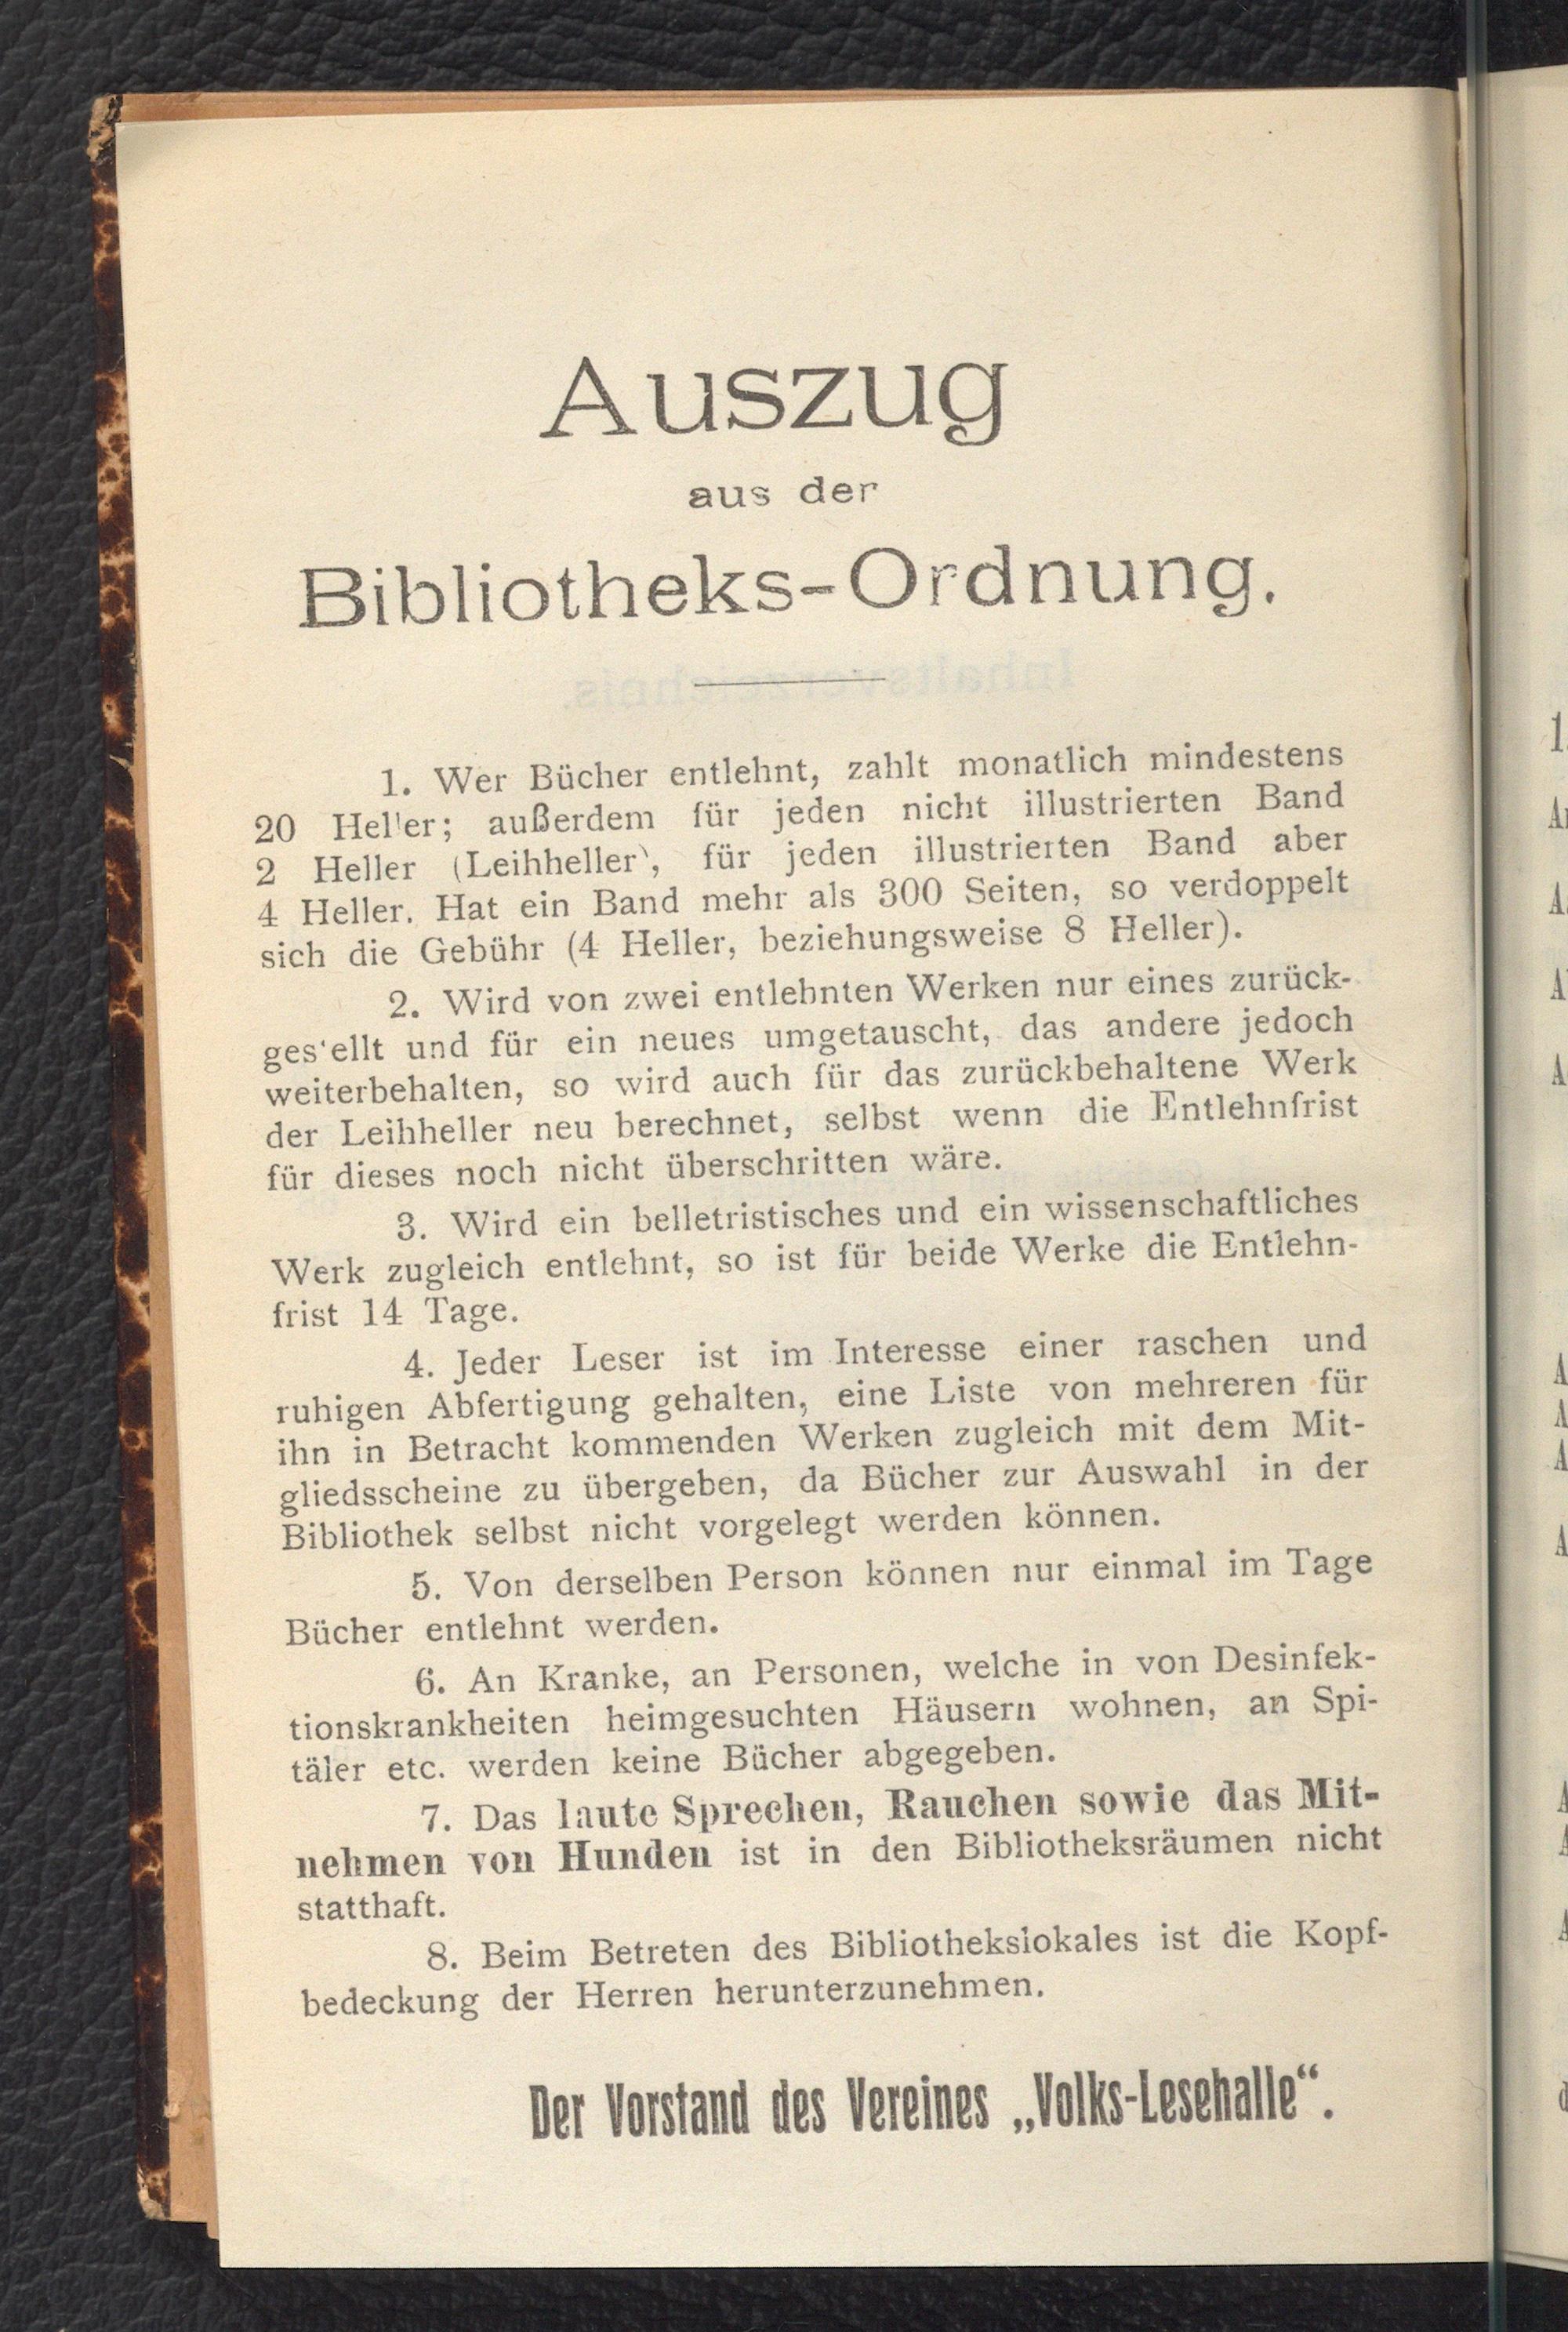 Auszug
aus der
Bibliotheks-Ordnung.
1. Wer Bücher entlehnt, zahlt monatlich mindestens
20 Heller; außerdem für jeden nicht illustrierten Band
2 Heller (Leihheller), für jeden illustrierten Band aber
4 Heller. Hat ein Band mehr als 300 Seiten, so verdoppelt
sich die Gebühr (4 Heller, beziehungsweise 8 Heller).
2. Wird von zwei entlehnten Werken nur eines zurück-
gestellt und für ein neues umgetauscht, das andere jedoch
weiterbehalten, so wird auch für das zurückbehaltene Werk
der Leihheller neu berechnet, selbst wenn die Entlehnfrist
für dieses noch nicht überschritten wäre.
3. Wird ein belletristisches und ein wissenschaftliches
Werk zugleich entlehnt, so ist für beide Werke die Entlehn-
frist 14 Tage.
4. Jeder Leser ist im Interesse einer raschen und
ruhigen Abfertigung gehalten, eine Liste von mehreren für
ihn in Betracht kommenden Werken zugleich mit dem Mit-
gliedsscheine zu übergeben, da Bücher zur Auswahl in der
Bibliothek selbst nicht vorgelegt werden können.
5. Von derselben Person können nur einmal im Tage
Bücher entlehnt werden.
6. An Kranke, an Personen, welche in von Desinfek-
tionskrankheiten heimgesuchten Häusern wohnen, an Spi-
täler etc. werden keine Bücher abgegeben.
7. Das laute Sprechen, Rauchen sowie das Mit-
nehmen von Hunden ist in den Bibliotheksräumen nicht
statthaft.
8. Beim Betreten des Bibliothekslokales ist die Kopf-
bedeckung der Herren herunterzunehmen.
Der Vorstand des Vereines „Volks-Lesehalle“.